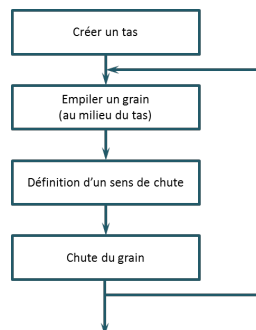 Créer un tas
Empiler un grain
(au milieu du tas)
Définition d'un sens de chute
Chute du grain